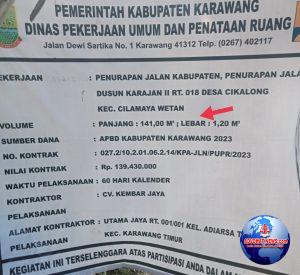 PEMERINTAH KABUPATEN KARAWANG
DINAS PEKERJAAN UMUM DAN PENATAAN RUANG
Jalan Dewi Sartika No. 1 Karawang 41312 Telp. (0267) 402117
PEKERJAAN : PENURAPAN JALAN KABUPATEN, PENURAPAN JALAN
DUSUN KARAJAN II RT. 018 DESA CIKALONG
KEC. CILAMAYA WETAN
VOLUME : PANJANG : 141,00 M' ; LEBAR : 1,20 M'
SUMBER DANA : APBD KABUPATEN KARAWANG 2023
NO. KONTRAK : 027.2/10.2.01.06.2.14/KPA-JLN/PUPR/2023
NILAI KONTRAK : Rp. 139.430.000
WAKTU PELAKSANAAN : 60 HARI KALENDER
KONTRAKTOR : CV. KEMBAR JAYA
PELAKSANAAN
ALAMAT KONTRAKTOR : UTAMA JAYA RT. 001/001 KEL. ADIARSA T
PELAKSANAAN KARAWANG TIMUR
KEGIATAN INI TERSELENGGARA ATAS PARTISIPASI ANDA DALAM